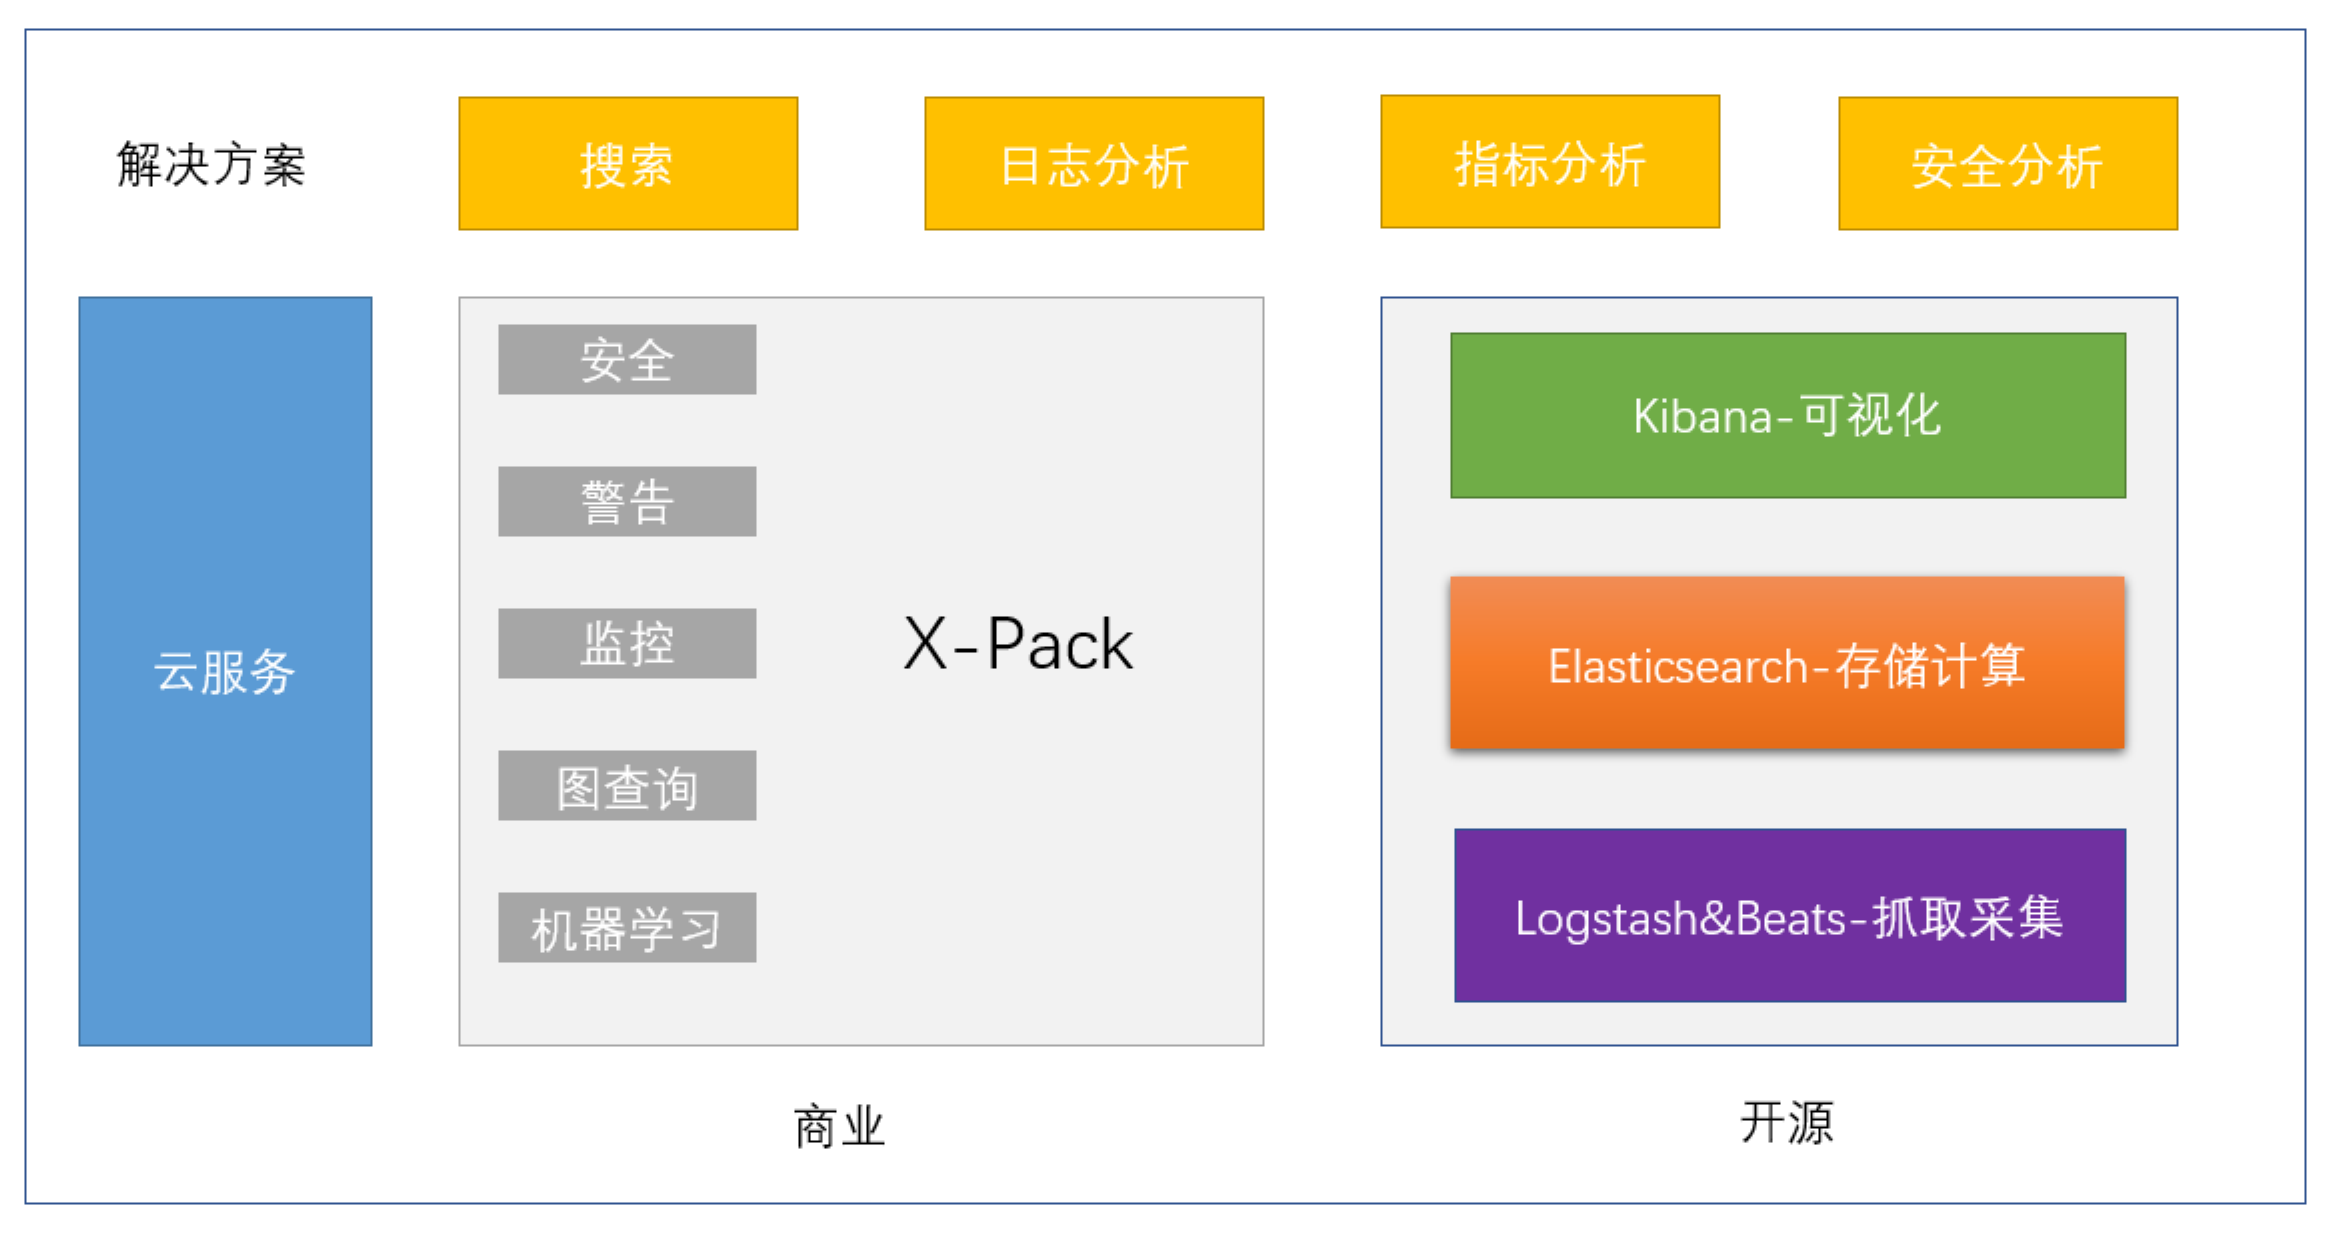 解决方案
搜索
日志分析
指标分析
安全分析
云服务
安全
警告
监控
图查询
机器学习
X-Pack
Kibana-可视化
Elasticsearch-存储计算
Logstash&Beats-抓取采集
商业
开源